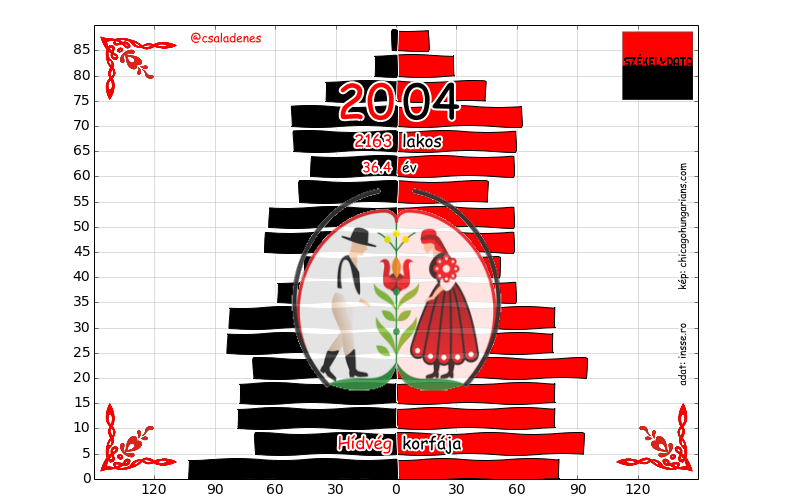 @csaladenes
SZÉKELYDATA
2004
2163 lakos
36.4 év
kép: chicagohungarians.com
adat: insse.ro
Hídvég korfája
85
80
75
70
65
60
55
50
45
40
35
30
25
20
15
10
5
0
120 90 60 30 0 30 60 90 120